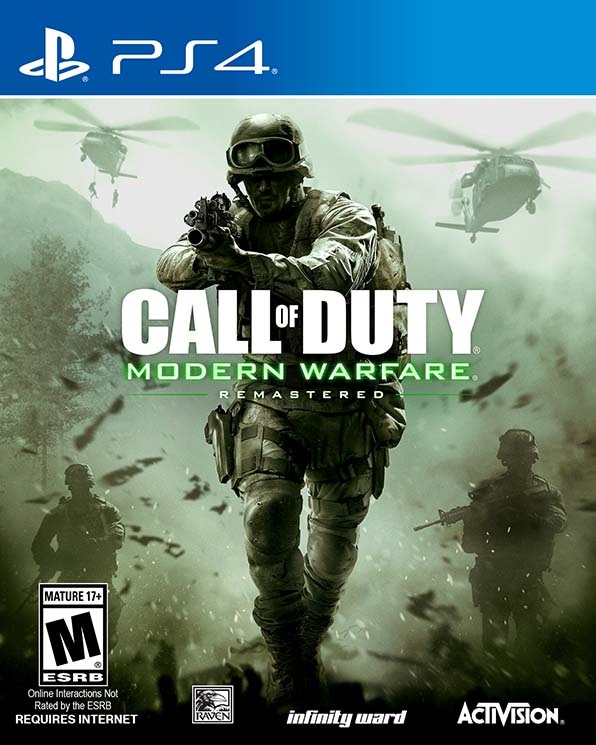 PS4
CALL OF DUTY
MODERN WARFARE®
REMASTERED
MATURE 17+
M
®
ESRB
Online Interactions Not
Rated by the ESRB
REQUIRES INTERNET
RAVEN
infinity ward
ACTIVISION®